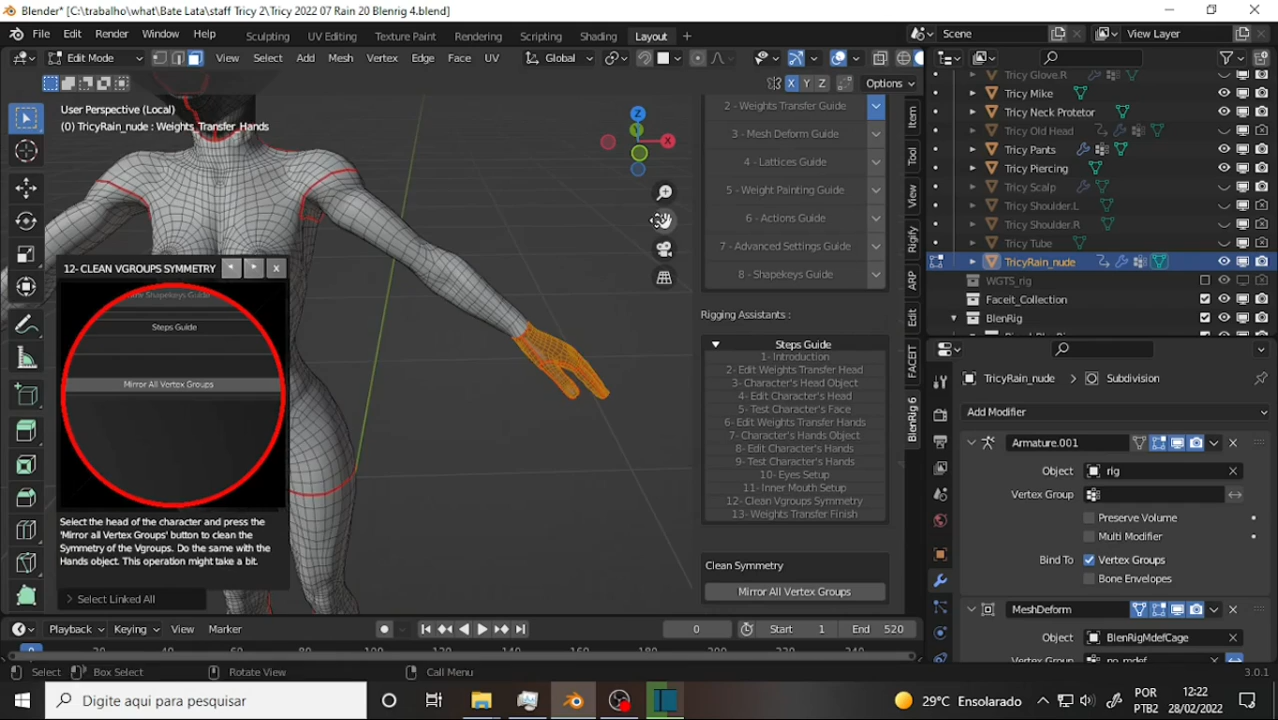 Blender* [C:\trabalho\what\Bate Lata\staff Tricy 2\Tricy 2022 07 Rain 20 Blenrig 4.blend]
File Edit Render Window Help Sculpting UV Editing Texture Paint Rendering Scripting Shading Layout + Scene View Layer
Edit Mode View Select Add Mesh Vertex Edge Face UV Global
X Y Z Options
User Perspective (Local)
(0) TricyRain_nude : Weights_Transfer_Hands
Z
Y
X
2 - Weights Transfer Guide
3 - Mesh Deform Guide
4 - Lattices Guide
5 - Weight Painting Guide
6 - Actions Guide
7 - Advanced Settings Guide
8 - Shapekeys Guide
Rigging Assistants :
Steps Guide
1- Introduction
2- Edit Weights Transfer Head
3- Character's Head Object
4- Edit Character's Head
5- Test Character's Face
6- Edit Weights Transfer Hands
7- Character's Hands Object
8- Edit Character's Hands
9- Test Character's Hands
10- Eyes Setup
11- Inner Mouth Setup
12- Clean Vgroups Symmetry
13- Weights Transfer Finish
Clean Symmetry
Mirror All Vertex Groups
Item
Tool
View
Rigify
ARP
Edit
FACEIT
BlenRig 6
12- CLEAN VGROUPS SYMMETRY x
Shapekeys Guide
Steps Guide
Mirror All Vertex Groups
Select the head of the character and press the
'Mirror all Vertex Groups' button to clean the
Symmetry of the Vgroups. Do the same with the
Hands object. This operation might take a bit.
Select Linked All
Tricy Glove.R
Tricy Mike
Tricy Neck Protetor
Tricy Old Head
Tricy Pants
Tricy Piercing
Tricy Scalp
Tricy Shoulder.L
Tricy Shoulder.R
Tricy Tube
TricyRain_nude
WGTS_rig
Faceit_Collection
BlenRig
TricyRain_nude > Subdivision
Add Modifier
Armature.001
Object rig
Vertex Group
Preserve Volume
Multi Modifier
Bind To Vertex Groups
Bone Envelopes
MeshDeform
Object BlenRigMdefCage
Vertex Group no_mdef
Playback Keying View Marker 0 Start 1 End 520
Select Box Select Rotate View Call Menu 3.0.1
Digite aqui para pesquisar
29°C Ensolarado
POR
PTB2
12:22
28/02/2022